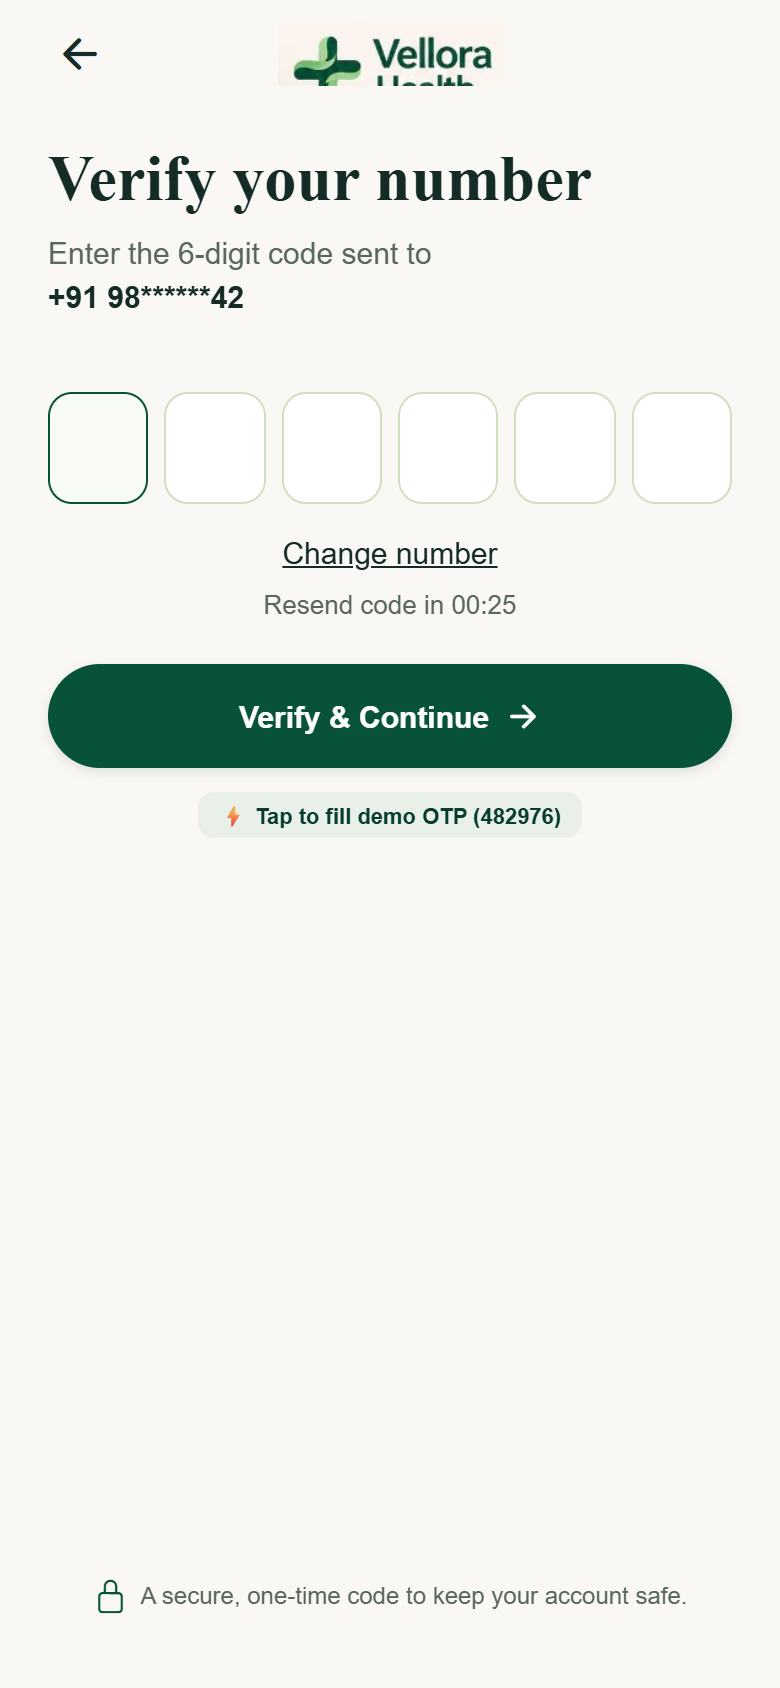 Vellora
Health
Verify your number
Enter the 6-digit code sent to
+91 98******42
Change number
Resend code in 00:25
Verify & Continue
Tap to fill demo OTP (482976)
A secure, one-time code to keep your account safe.